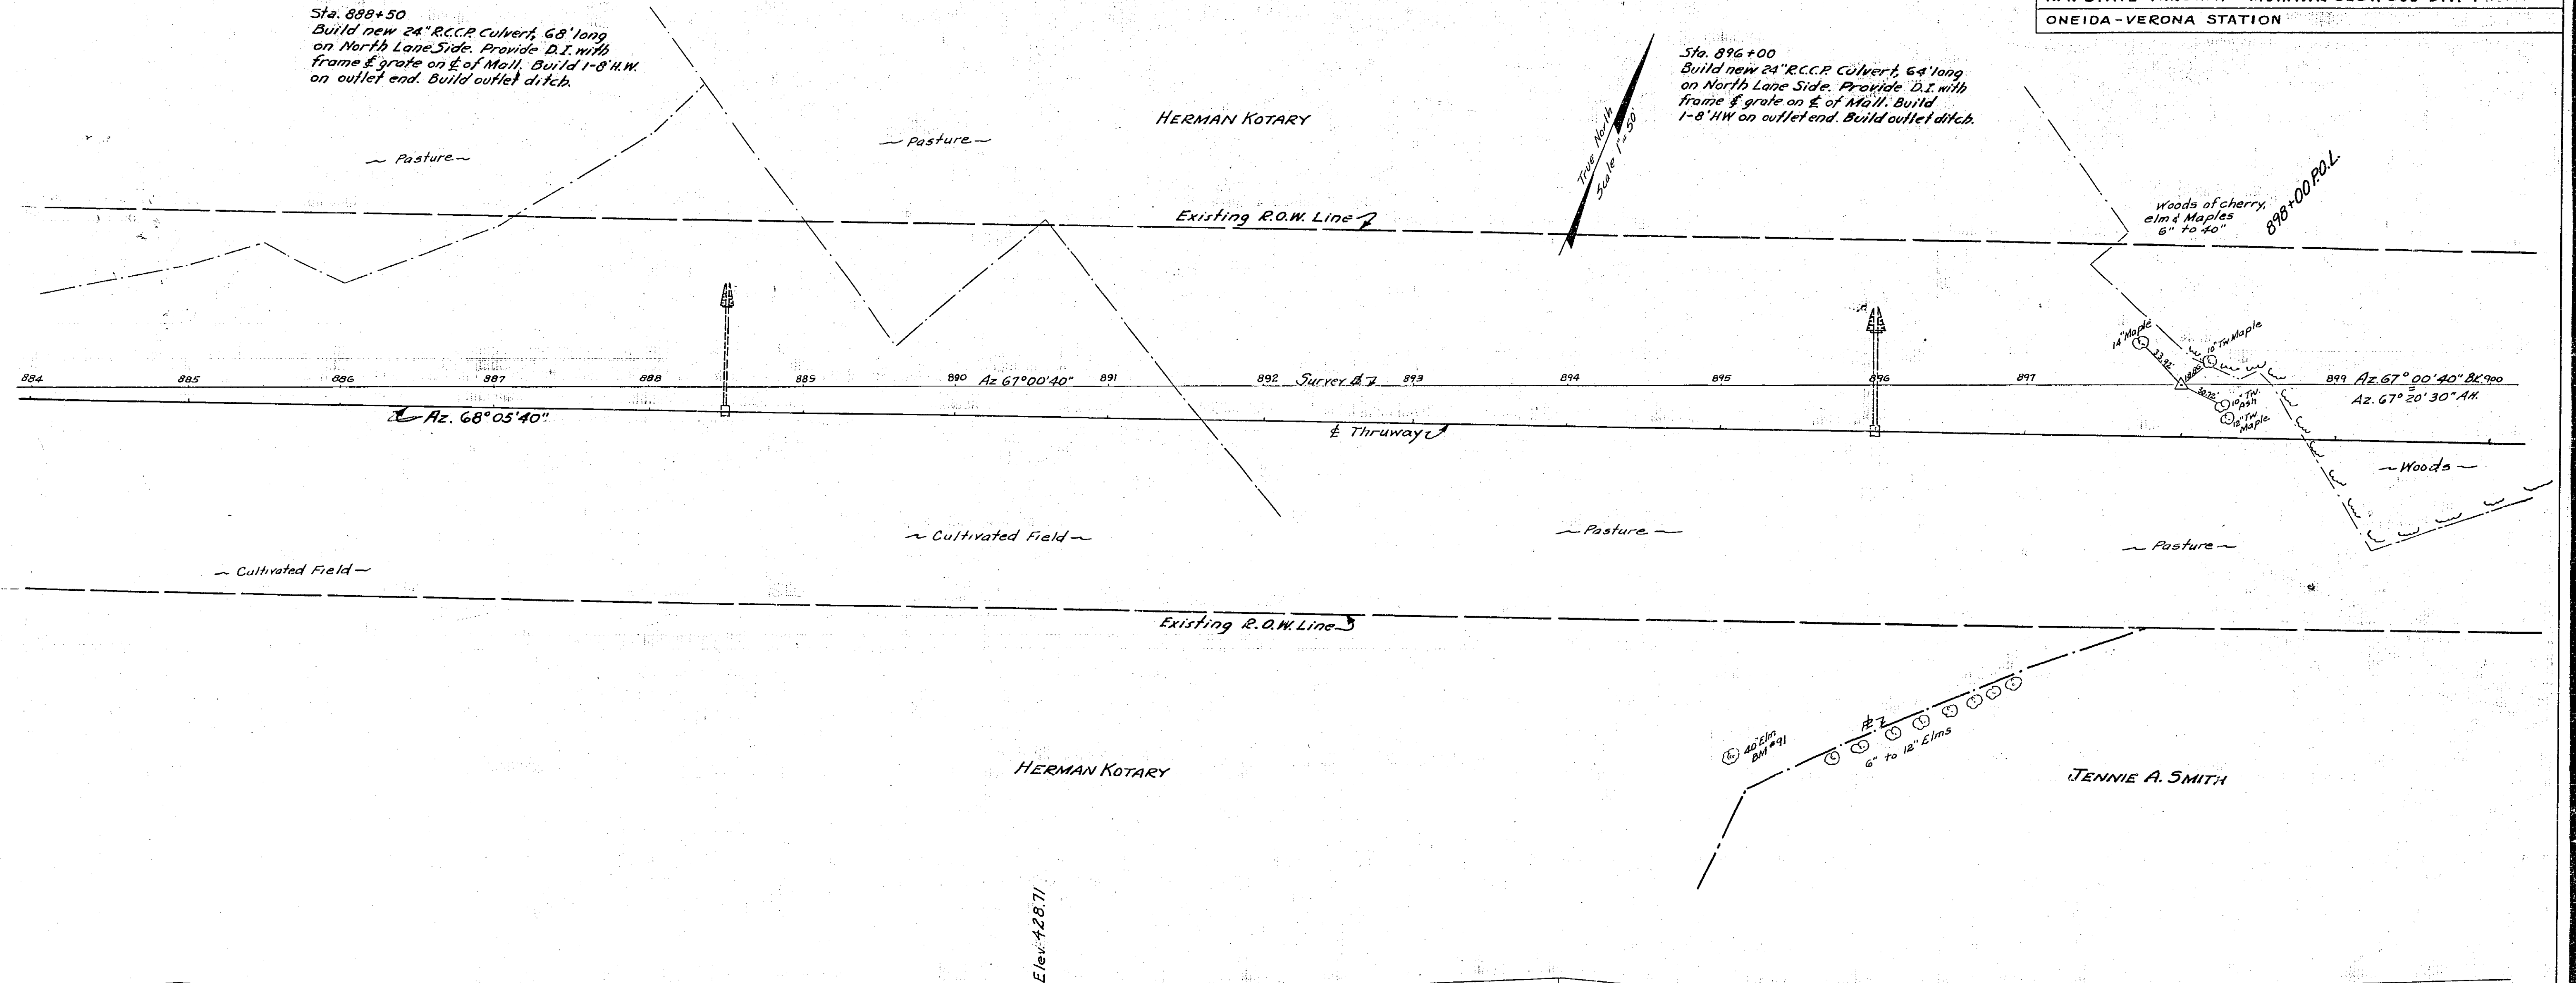 ONEIDA-VERONA STATION
Sta. 888+50
Build new 24" R.C.C.P. Culvert, 68' long
on North Lane Side. Provide D.I. with
frame & grate on ℄ of Mall. Build 1-8' H.W.
on outlet end. Build outlet ditch.
Sta. 896+00
Build new 24" R.C.C.P. Culvert, 64' long
on North Lane Side. Provide D.I. with
frame & grate on ℄ of Mall. Build
1-8' HW on outlet end. Build outlet ditch.
True North
Scale 1"=50'
HERMAN KOTARY
~ Pasture ~
~ Pasture ~
Existing R.O.W. Line
Woods of cherry,
elm & Maples
6" to 40"
898+00 P.O.L.
14" Maple
10" Tw Maple
884 885 886 887 888 889 890 Az 67°00'40" 891 892 Survey ℄ 893 894 895 896 897 899 Az. 67°00'40" BK. 900
=
Az. 67°20'30" AH.
10" Tw.
Ash
12" Tw
Maple
Az. 68°05'40"
℄ Thruway
~ Woods ~
~ Cultivated Field ~
~ Pasture ~
~ Pasture ~
~ Cultivated Field ~
Existing R.O.W. Line
40" Elm
BM #91
6" to 12" Elms
HERMAN KOTARY
JENNIE A. SMITH
Elev. 428.71